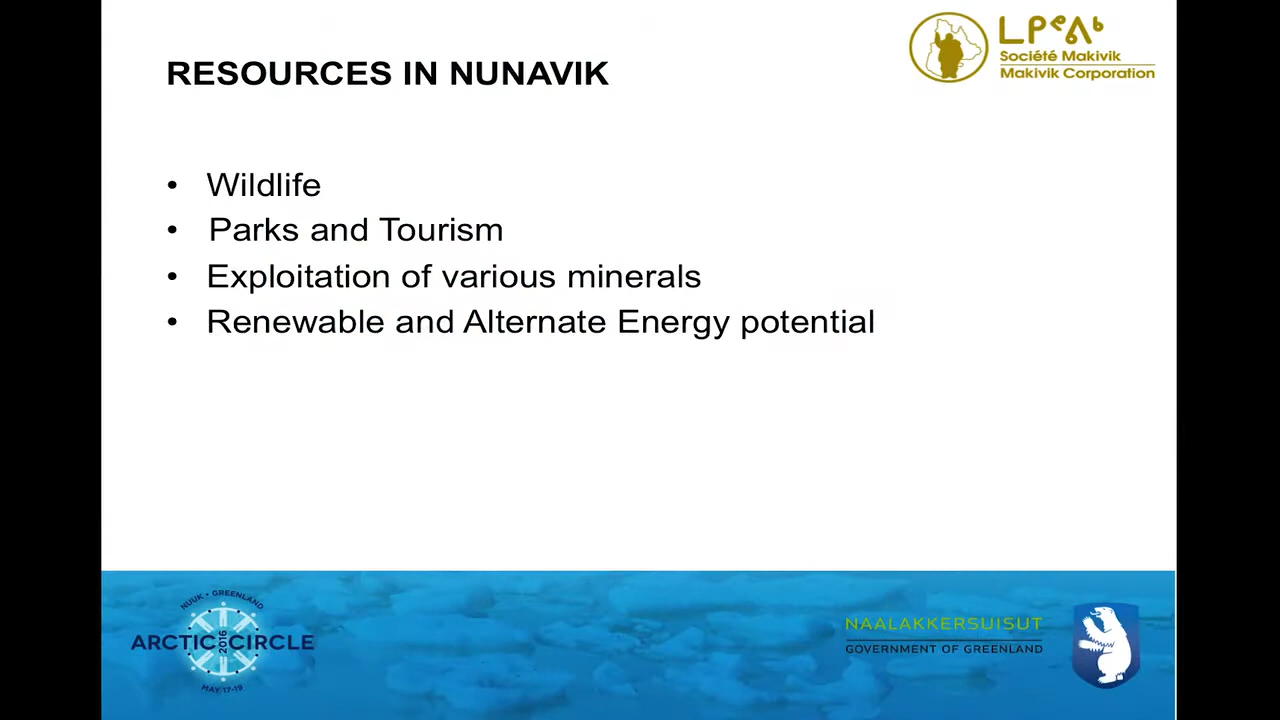 RESOURCES IN NUNAVIK
ᒪᑭᕝᕕᒃ
Société Makivik
Makivik Corporation
• Wildlife
• Parks and Tourism
• Exploitation of various minerals
• Renewable and Alternate Energy potential
NUUK • GREENLAND
ARCTIC CIRCLE
2016
MAY 17-19
NAALAKKERSUISUT
GOVERNMENT OF GREENLAND